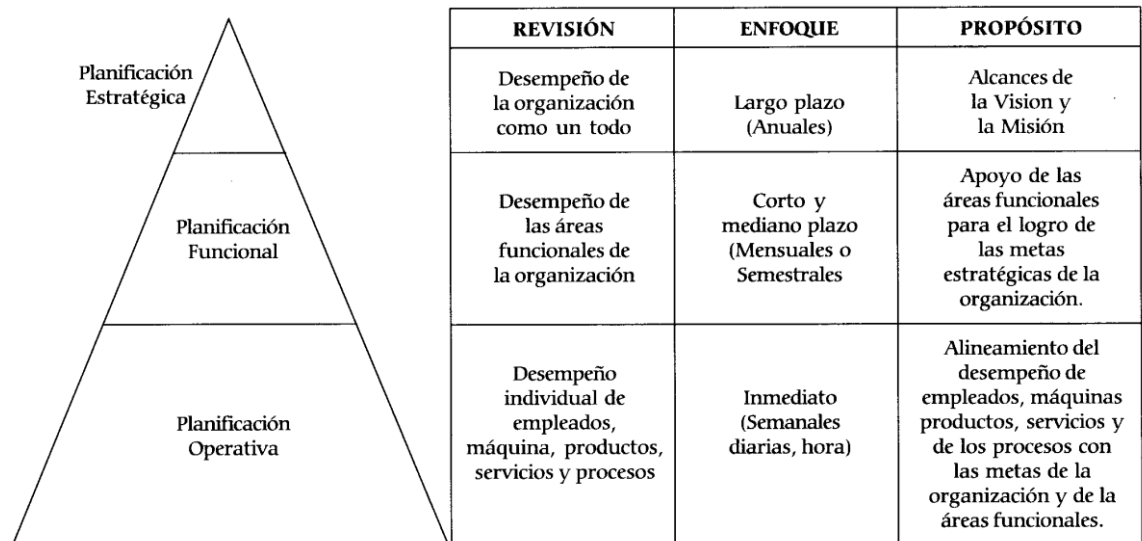 Planificación
Estratégica
Planificación
Funcional
Planificación
Operativa
REVISIÓN
ENFOQUE
PROPÓSITO
Desempeño de
la organización
como un todo
Largo plazo
(Anuales)
Alcances de
la Vision y
la Misión
Desempeño de
las áreas
funcionales de
la organización
Corto y
mediano plazo
(Mensuales o
Semestrales
Apoyo de las
áreas funcionales
para el logro de
las metas
estratégicas de la
organización.
Desempeño
individual de
empleados,
máquina, productos,
servicios y procesos
Inmediato
(Semanales
diarias, hora)
Alineamiento del
desempeño de
empleados, máquinas
productos, servicios y
de los procesos con
las metas de la
organización y de la
áreas funcionales.